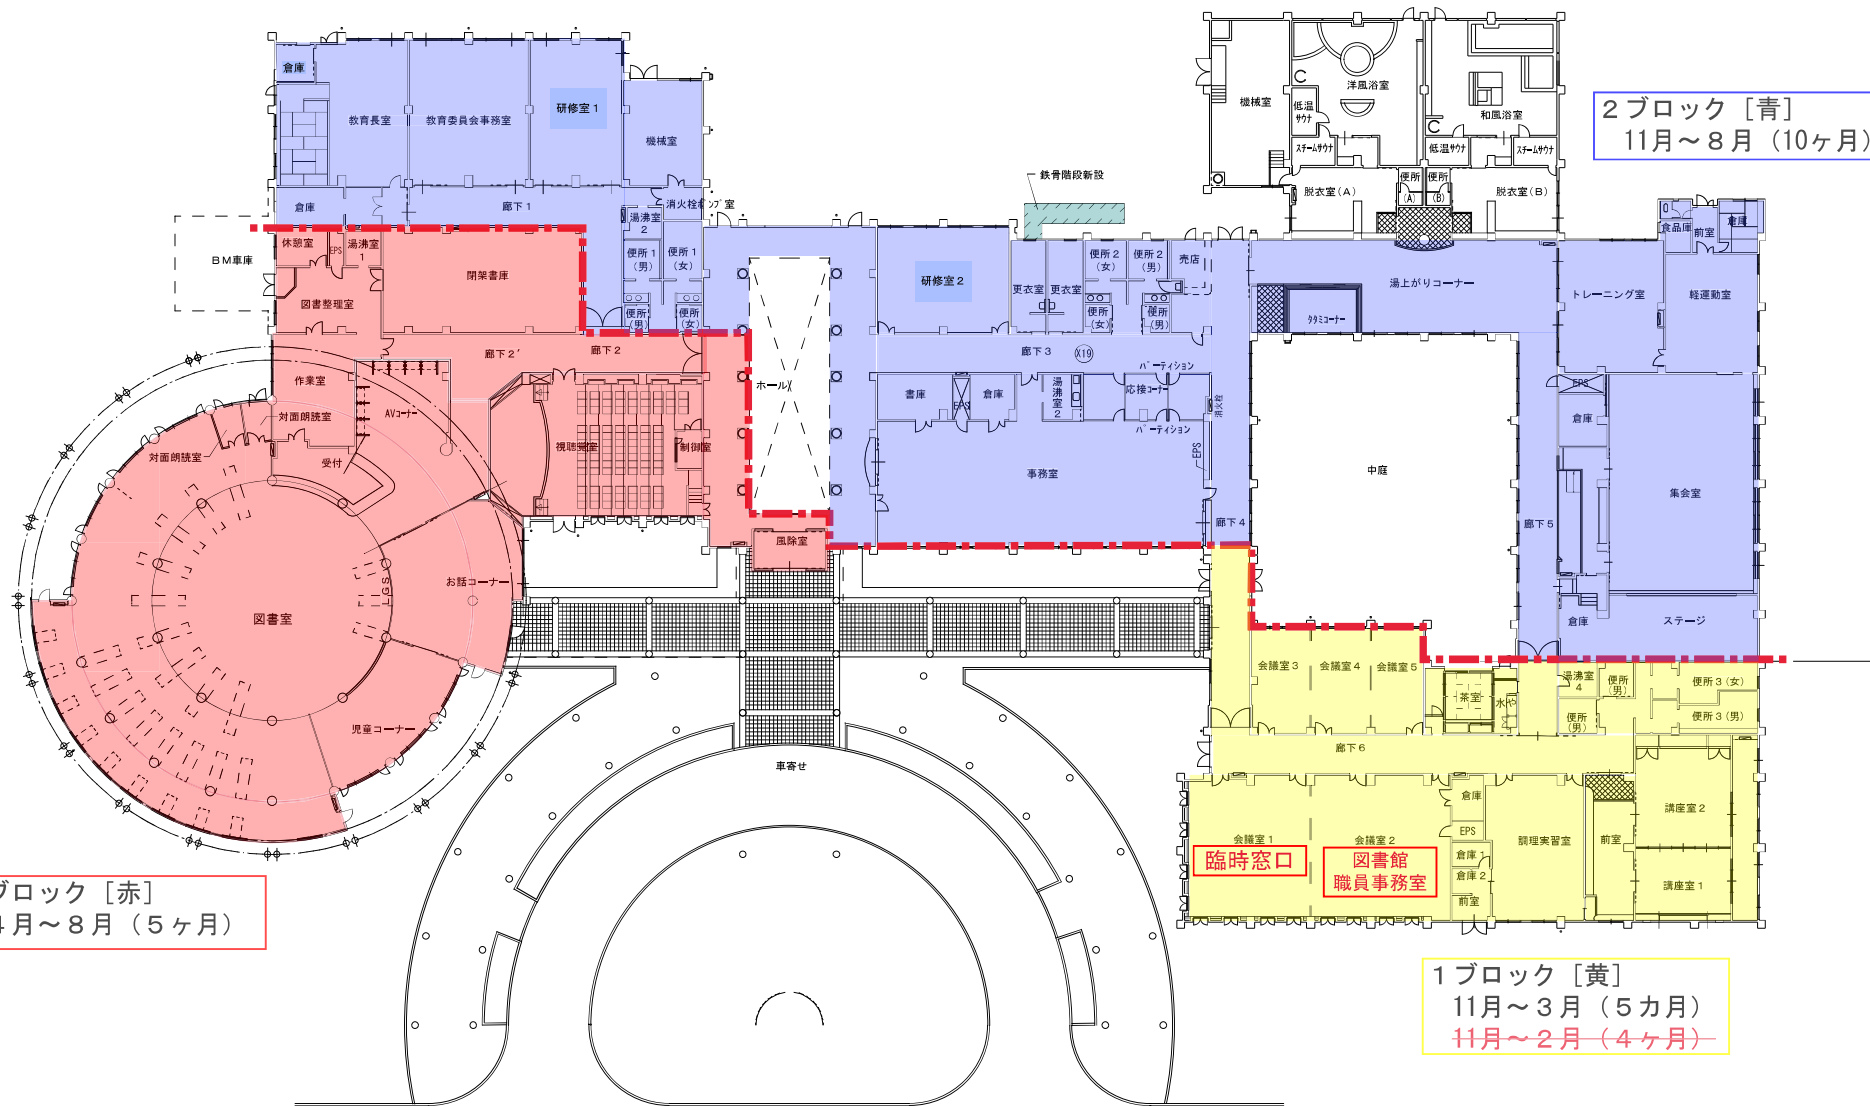 倉庫
教育長室
教育委員会事務室
研修室1
機械室
倉庫
廊下1
湯沸室
2
消火栓ポンプ室
便所1
(男)
便所1
(女)
便所
(男)
便所
(女)
BM車庫
休憩室
EPS
湯沸室
1
閉架書庫
図書整理室
廊下2'
廊下2
作業室
対面朗読室
AVコーナー
対面朗読室
受付
視聴覚室
制御室
ホール
風除室
お話コーナー
LGS
図書室
児童コーナー
車寄せ
鉄骨階段新設
研修室2
更衣室
更衣室
便所2
(女)
便所2
(男)
便所
(女)
便所
(男)
売店
廊下3
X19
パーティション
書庫
EPS
倉庫
湯沸室2
応接コーナー
パーティション
消火栓
EPS
事務室
廊下4
機械室
洋風浴室
低温
サウナ
スチームサウナ
和風浴室
低温サウナ
スチームサウナ
脱衣室(A)
便所
(A)
便所
(B)
脱衣室(B)
湯上がりコーナー
タタミコーナー
中庭
廊下5
食品庫
前室
倉庫
トレーニング室
軽運動室
EPS
倉庫
集会室
倉庫
ステージ
会議室3
会議室4
会議室5
茶室
水や
湯沸室
4
便所
(男)
便所
(男)
便所3(女)
便所3(男)
廊下6
会議室1
会議室2
倉庫
EPS
倉庫1
倉庫2
前室
調理実習室
前室
講座室2
講座室1
臨時窓口
図書館
職員事務室
2ブロック[青]
11月~8月(10ヶ月)
ブロック[赤]
月~8月(5ヶ月)
1ブロック[黄]
11月~3月(5カ月)
11月~2月(4ヶ月)